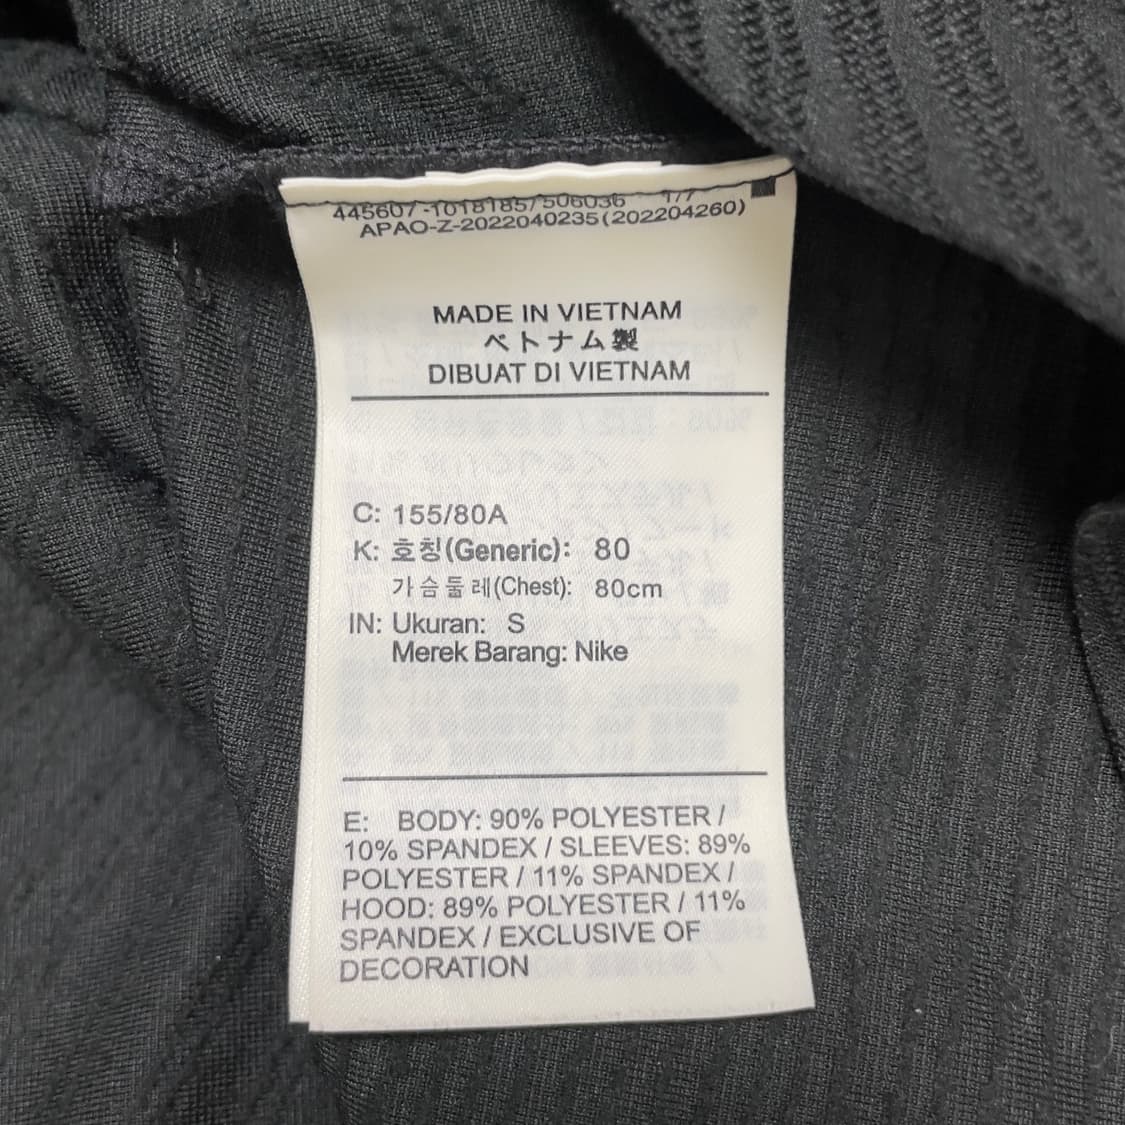 445607-1018185/506036 1/7
APAO-Z-2022040235(202204260)
MADE IN VIETNAM
ベトナム製
DIBUAT DI VIETNAM
C: 155/80A
K: 호칭(Generic): 80
가슴둘레(Chest): 80cm
IN: Ukuran: S
Merek Barang: Nike
E: BODY: 90% POLYESTER /
10% SPANDEX / SLEEVES: 89%
POLYESTER / 11% SPANDEX /
HOOD: 89% POLYESTER / 11%
SPANDEX / EXCLUSIVE OF
DECORATION